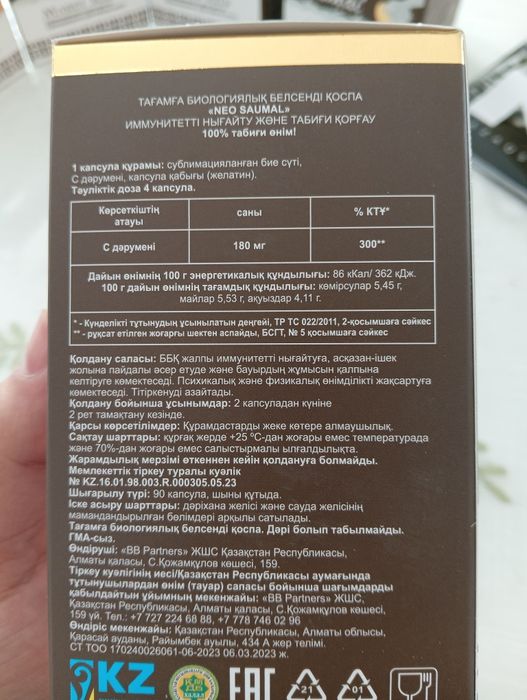 ТАҒАМҒА БИОЛОГИЯЛЫҚ БЕЛСЕНДІ ҚОСПА
«NEO SAUMAL»
ИММУНИТЕТТІ НЫҒАЙТУ ЖӘНЕ ТАБИҒИ ҚОРҒАУ
100% табиғи өнім!
1 капсула құрамы: сублимацияланған бие сүті,
С дәрумені, капсула қабығы (желатин).
Тәуліктік доза 4 капсула.
Көрсеткіштің атауы саны % КТҰ*
С дәрумені 180 мг 300**
Дайын өнімнің 100 г энергетикалық құндылығы: 86 кКал/ 362 кДж.
100 г дайын өнімнің тағамдық құндылығы: көмірсулар 5,45 г,
майлар 5,53 г, ақуыздар 4,11 г.
* - Күнделікті тұтынудың ұсынылатын деңгейі, ТР ТС 022/2011, 2-қосымшаға сәйкес
** - рұқсат етілген жоғарғы шектен аспайды, БСГТ, № 5 қосымшаға сәйкес
Қолдану саласы: ББҚ жалпы иммунитетті нығайтуға, асқазан-ішек
жолына пайдалы әсер етуде және бауырдың жұмысын қалпына
келтіруге көмектеседі. Психикалық және физикалық өнімділікті жақсартуға
көмектеседі. Тітіркенуді азайтады.
Қолдану бойынша ұсынымдар: 2 капсуладан күніне
2 рет тамақтану кезінде.
Қарсы көрсетілімдер: Құрамдастарды жеке көтере алмаушылық.
Сақтау шарттары: құрғақ жерде +25 ºС-дан жоғары емес температурада
және 70%-дан жоғары емес салыстырмалы ылғалдылықта.
Жарамдылық мерзімі өткеннен кейін қолдануға болмайды.
Мемлекеттік тіркеу туралы куәлік
№ KZ.16.01.98.003.R.000305.05.23
Шығарылу түрі: 90 капсула, шыны құтыда.
Іске асыру шарттары: дәріхана желісі және сауда желісінің
мамандандырылған бөлімдері арқылы сатылады.
Тағамға биологиялық белсенді қоспа. Дәрі болып табылмайды.
ГМА-сыз.
Өндіруші: «BB Partners» ЖШС Қазақстан Республикасы,
Алматы қаласы, С.Қожамқұлов көшесі, 159.
Тіркеу куәлігінің иесі/Қазақстан Республикасы аумағында
тұтынушылардан өнім (тауар) сапасы бойынша шағымдарды
қабылдайтын ұйымның мекенжайы: «BB Partners» ЖШС,
Қазақстан, Алматы қаласы, С.Қожамқұлов көшесі,
159 үй. Тел.: +7 727 224 68 88, +7 778 746 02 96
Өндіріс мекенжайы: Қазақстан Республикасы, Алматы облысы,
Қарасай ауданы, Райымбек ауылы, 434 А жер телімі.
СТ ТОО 170240026061-06-2023 06.03.2023 ж.
KZ
ХАЛАЛ
EAC
21
01